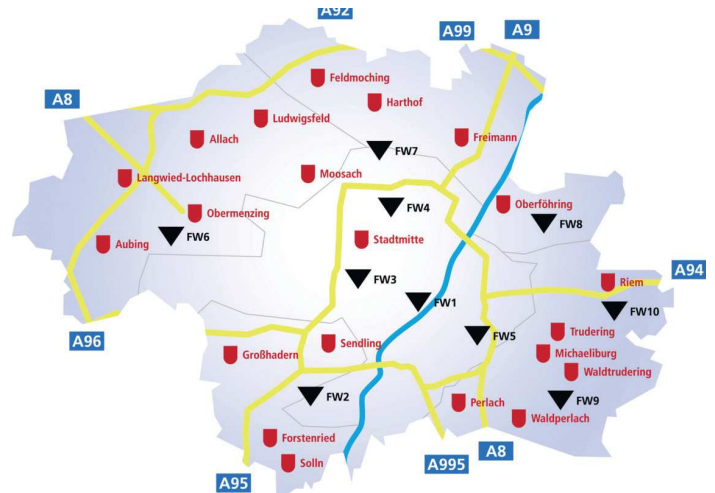 A92
A99
A9
Feldmoching
A8
Harthof
Ludwigsfeld
Allach
Freimann
FW7
Moosach
Langwied-Lochhausen
FW4
Oberföhring
Obermenzing
FW8
FW6
Stadtmitte
Aubing
A94
FW3
Riem
FW1
FW10
A96
Trudering
FW5
Sendling
Großhadern
Michaeliburg
Waldtrudering
FW2
Perlach
FW9
Waldperlach
Forstenried
A8
Solln
A995
A95